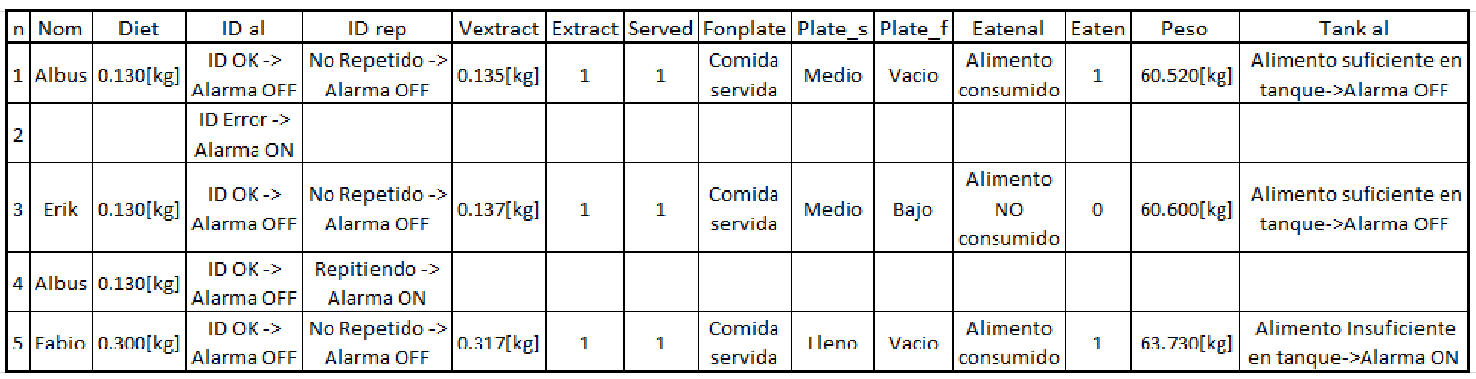 n Nom Diet ID al ID rep Vextract Extract Served Fonplate Plate_s Plate_f Eatenal Eaten Peso Tank al
1 Albus 0.130[kg] ID OK -> Alarma OFF No Repetido -> Alarma OFF 0.135[kg] 1 1 Comida servida Medio Vacio Alimento consumido 1 60.520[kg] Alimento suficiente en tanque->Alarma OFF
2 ID Error -> Alarma ON
3 Erik 0.130[kg] ID OK -> Alarma OFF No Repetido -> Alarma OFF 0.137[kg] 1 1 Comida servida Medio Bajo Alimento NO consumido 0 60.600[kg] Alimento suficiente en tanque->Alarma OFF
4 Albus 0.130[kg] ID OK -> Alarma OFF Repitiendo -> Alarma ON
5 Fabio 0.300[kg] ID OK -> Alarma OFF No Repetido -> Alarma OFF 0.317[kg] 1 1 Comida servida Lleno Vacio Alimento consumido 1 63.730[kg] Alimento Insuficiente en tanque->Alarma ON